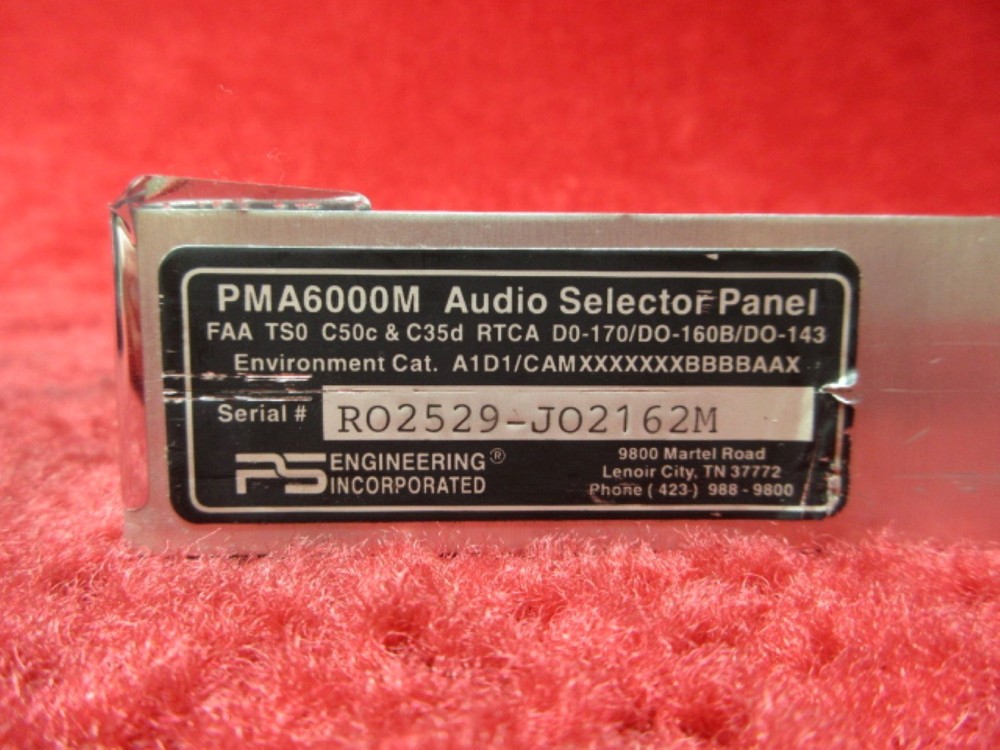 PMA6000M Audio Selector Panel
FAA TS0 C50c & C35d RTCA D0-170/DO-160B/DO-143
Environment Cat. A1D1/CAMXXXXXXXBBBBAAX
Serial # RO2529-JO2162M
PS ENGINEERING®
INCORPORATED
9800 Martel Road
Lenoir City, TN 37772
Phone (423) 988-9800